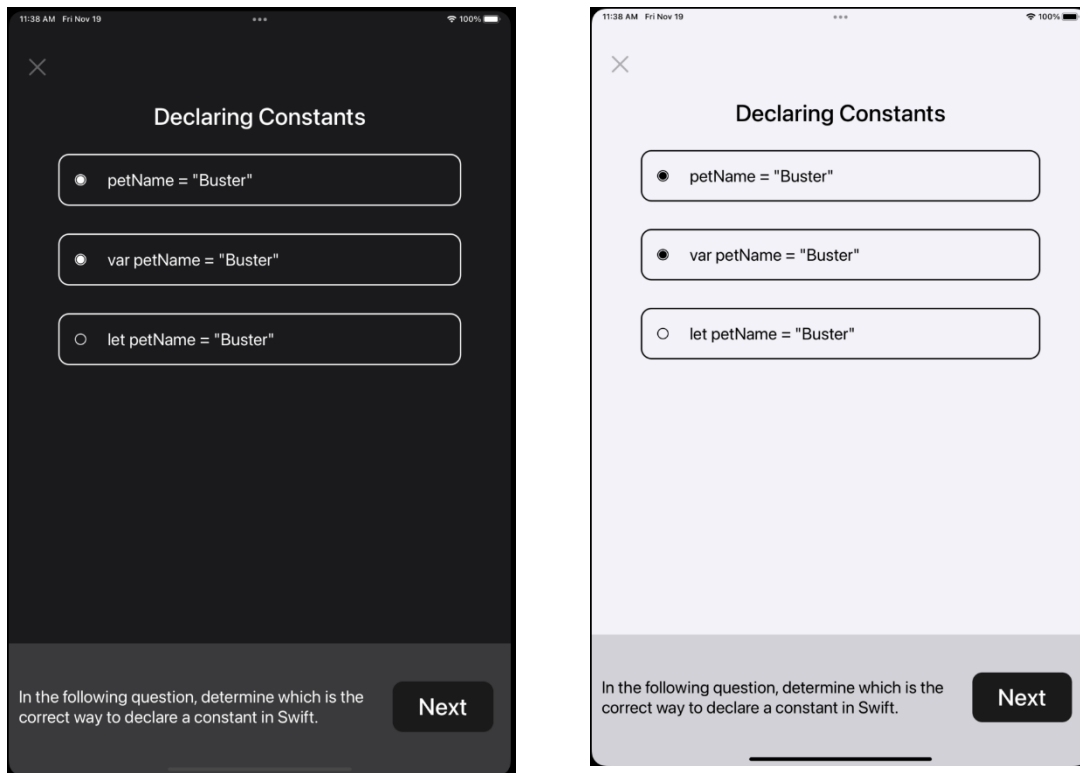 11:38 AM Fri Nov 19
100%
Declaring Constants
petName = "Buster"
var petName = "Buster"
let petName = "Buster"
In the following question, determine which is the
correct way to declare a constant in Swift.
Next
11:38 AM Fri Nov 19
100%
Declaring Constants
petName = "Buster"
var petName = "Buster"
let petName = "Buster"
In the following question, determine which is the
correct way to declare a constant in Swift.
Next